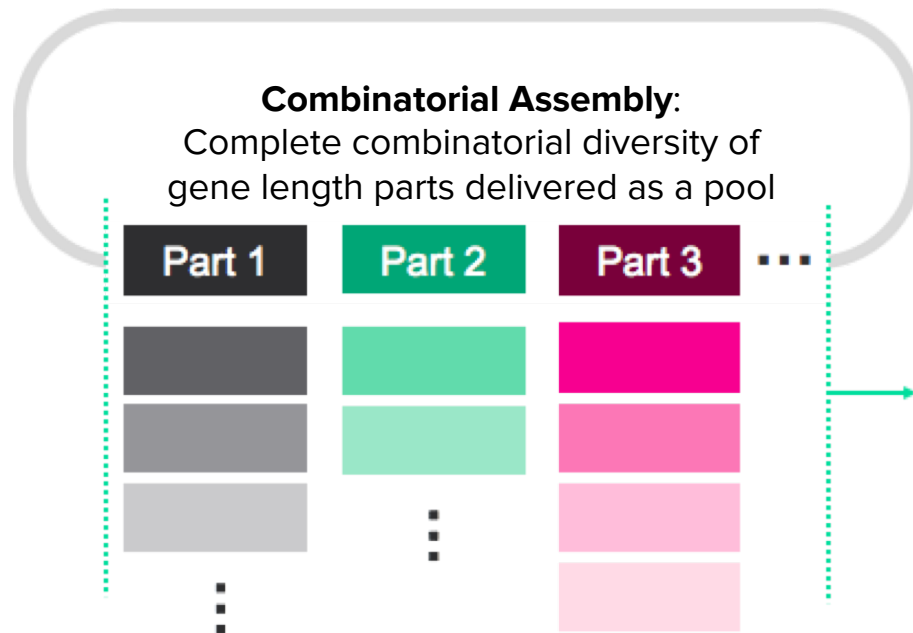 Combinatorial Assembly:
Complete combinatorial diversity of
gene length parts delivered as a pool
Part 1 Part 2 Part 3 ...